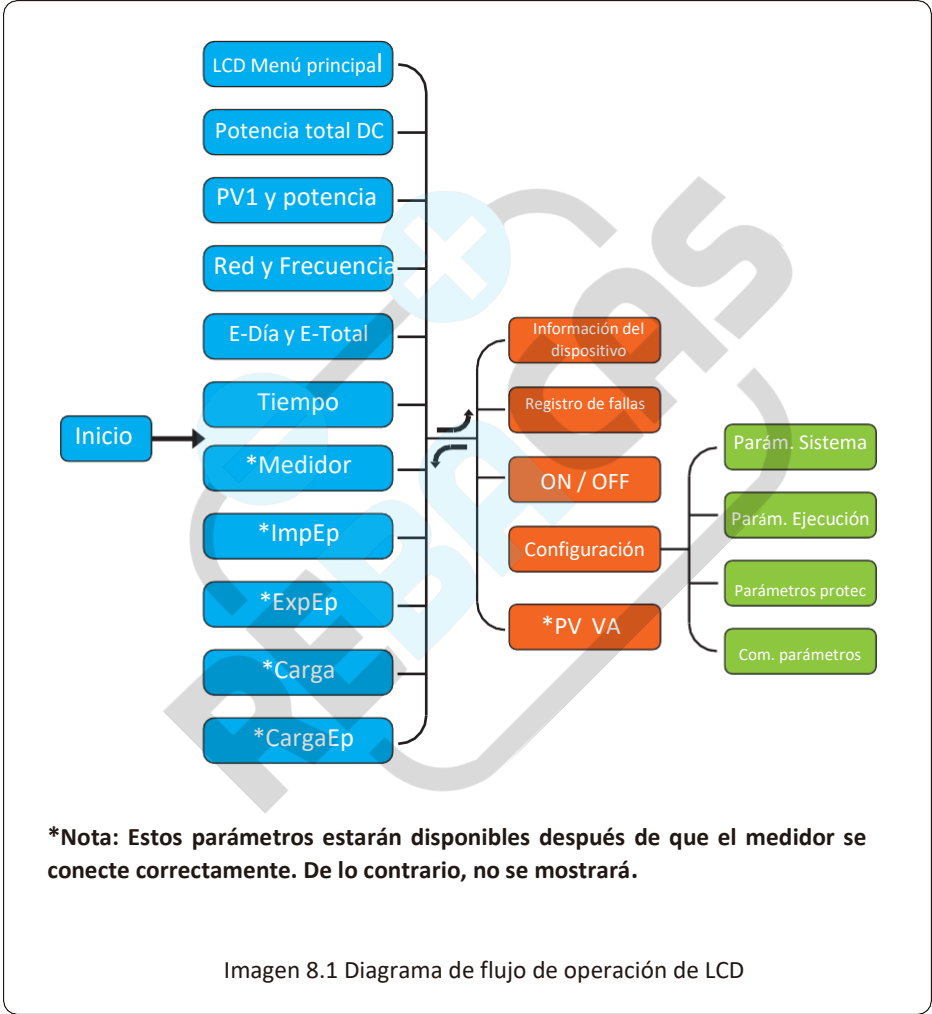 LCD Menú principal
Potencia total DC
PV1 y potencia
Red y Frecuencia
E-Día y E-Total
Tiempo
Inicio
*Medidor
*ImpEp
*ExpEp
*Carga
*CargaEp
Información del
dispositivo
Registro de fallas
ON / OFF
Configuración
*PV VA
Parám. Sistema
Parám. Ejecución
Parámetros protec
Com. parámetros
REBACAS
*Nota: Estos parámetros estarán disponibles después de que el medidor se
conecte correctamente. De lo contrario, no se mostrará.
Imagen 8.1 Diagrama de flujo de operación de LCD